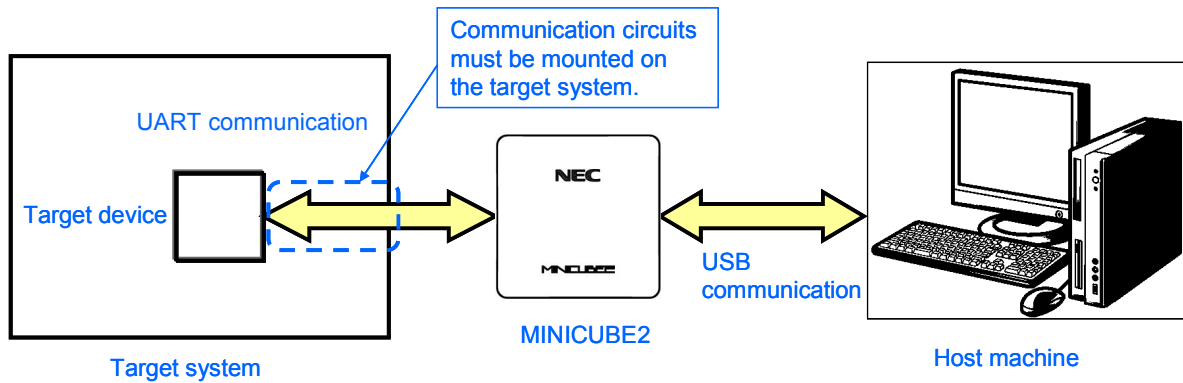 Communication circuits
must be mounted on
the target system.
UART communication
Target device
NEC
MINICUBE2
USB
communication
MINICUBE2
Target system
Host machine